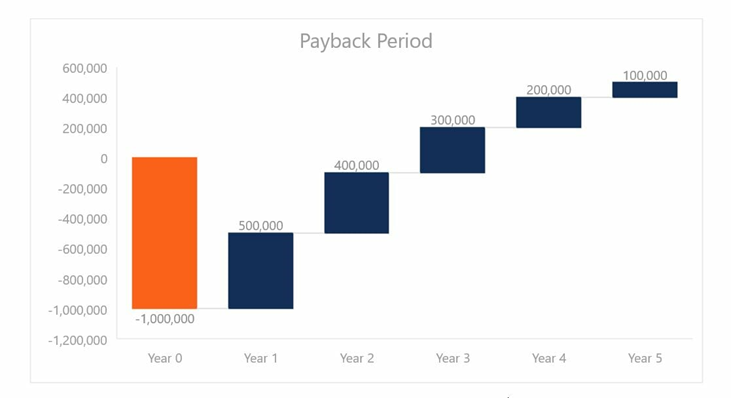 Payback Period
600,000
400,000
200,000
0
-200,000
-400,000
-600,000
-800,000
-1,000,000
-1,200,000
-1,000,000
500,000
400,000
300,000
200,000
100,000
Year 0
Year 1
Year 2
Year 3
Year 4
Year 5